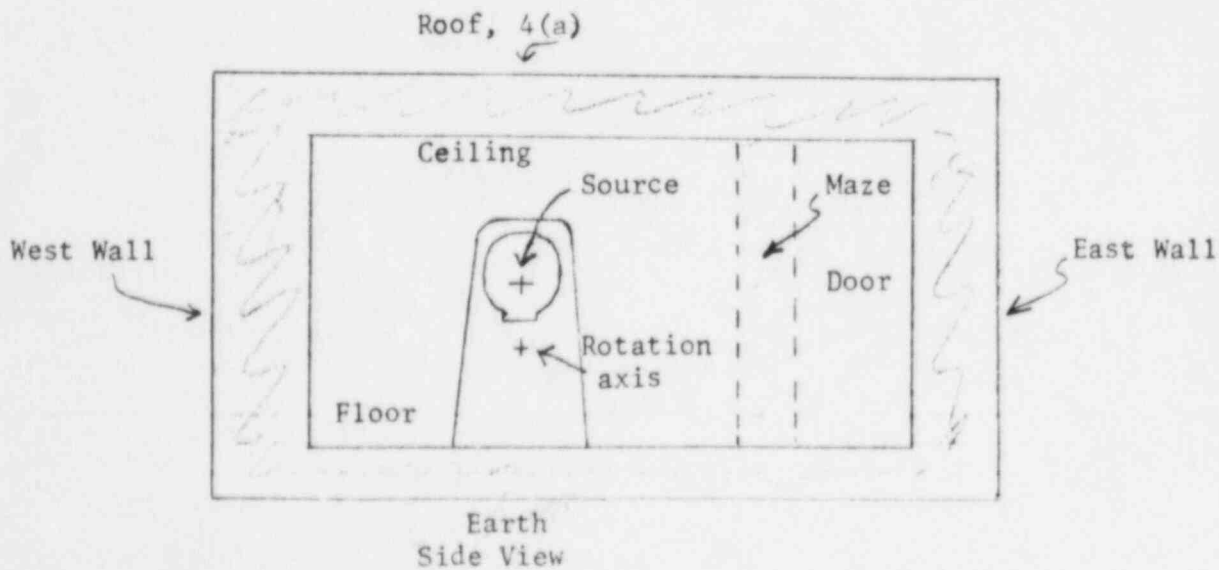 Roof, 4(a)
Ceiling
Source
Maze
West Wall
East Wall
Door
Rotation
axis
Floor
Earth
Side View